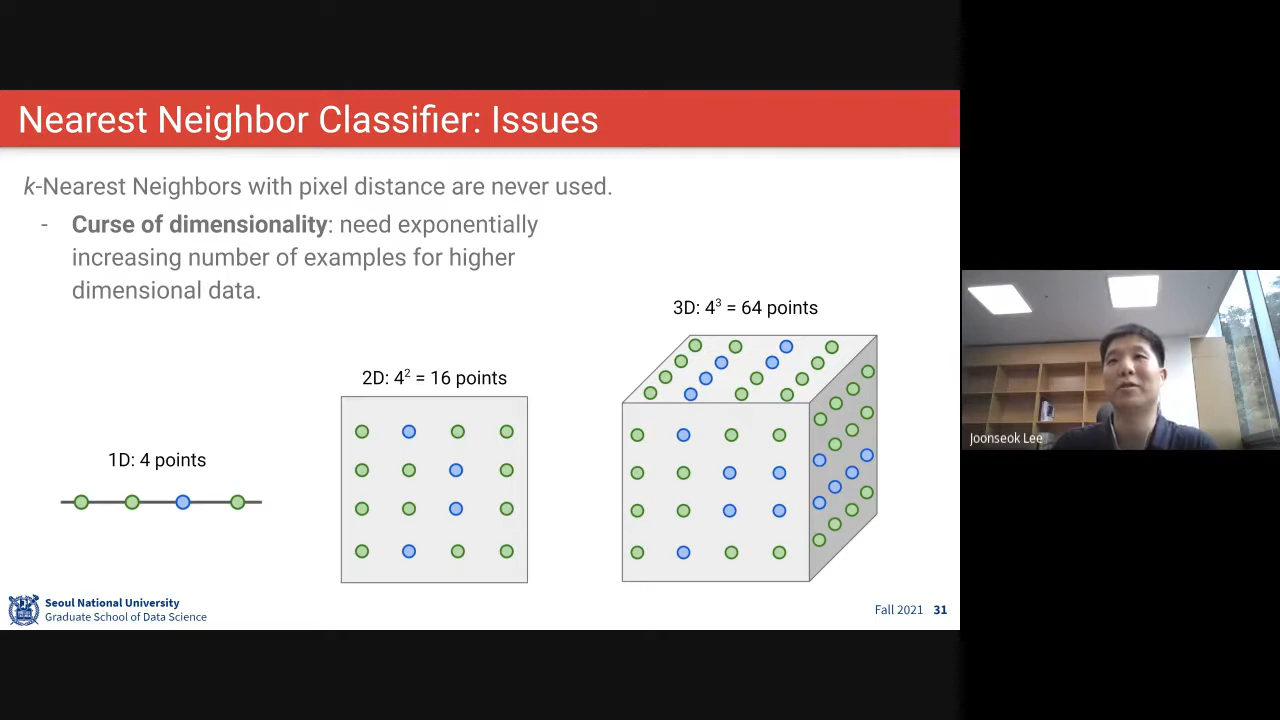 Nearest Neighbor Classifier: Issues
k-Nearest Neighbors with pixel distance are never used.
- Curse of dimensionality: need exponentially
increasing number of examples for higher
dimensional data.
3D: 4³ = 64 points
2D: 4² = 16 points
1D: 4 points
Joonseok Lee
Seoul National University
Graduate School of Data Science
Fall 2021 31